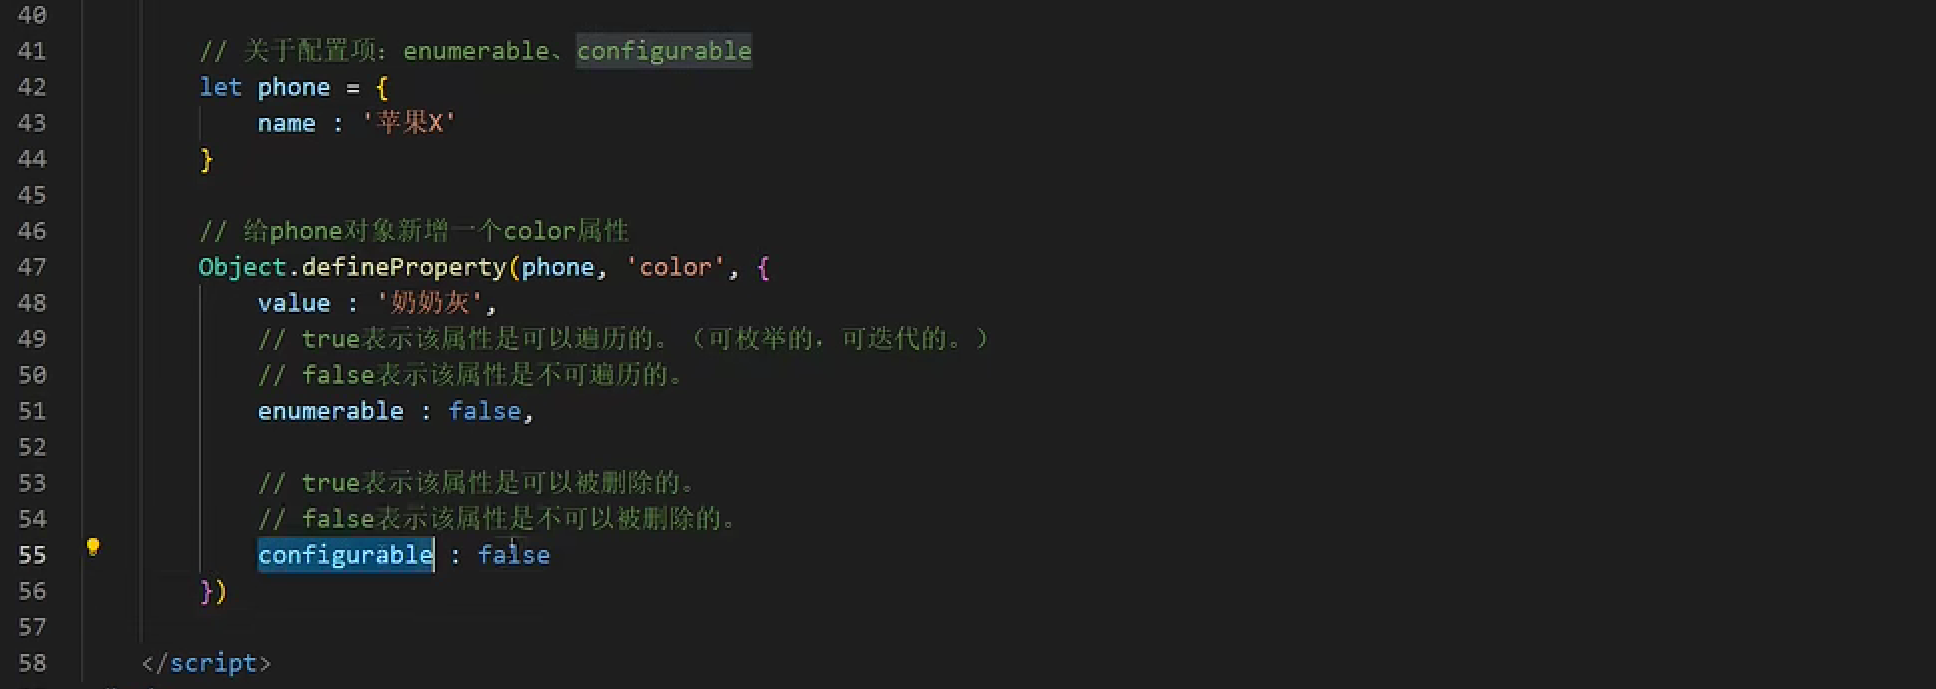 40
41 // 关于配置项：enumerable、configurable
42 let phone = {
43 name : '苹果X'
44 }
45
46 // 给phone对象新增一个color属性
47 Object.defineProperty(phone, 'color', {
48 value : '奶奶灰',
49 // true表示该属性是可以遍历的。（可枚举的，可迭代的。）
50 // false表示该属性是不可遍历的。
51 enumerable : false,
52
53 // true表示该属性是可以被删除的。
54 // false表示该属性是不可以被删除的。
55 configurable : false
56 })
57
58 </script>